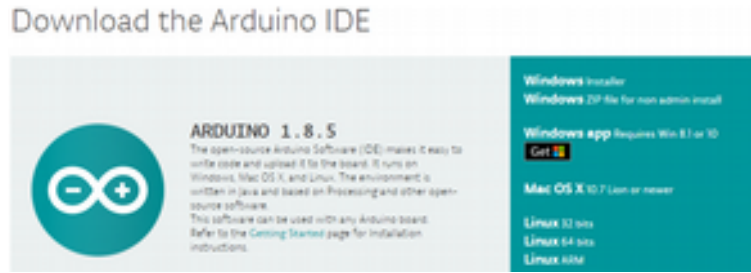 Download the Arduino IDE
ARDUINO 1.8.5
The open-source Arduino Software (IDE) makes it easy to
write code and upload it to the board. It runs on
Windows, Mac OS X, and Linux. The environment is
written in Java and based on Processing and other open-
source software.
This software can be used with any Arduino board.
Refer to the Getting Started page for Installation
instructions.
Windows Installer
Windows ZIP file for non admin install
Windows app Requires Win 8.1 or 10
Get
Mac OS X 10.7 Lion or newer
Linux 32 bits
Linux 64 bits
Linux ARM